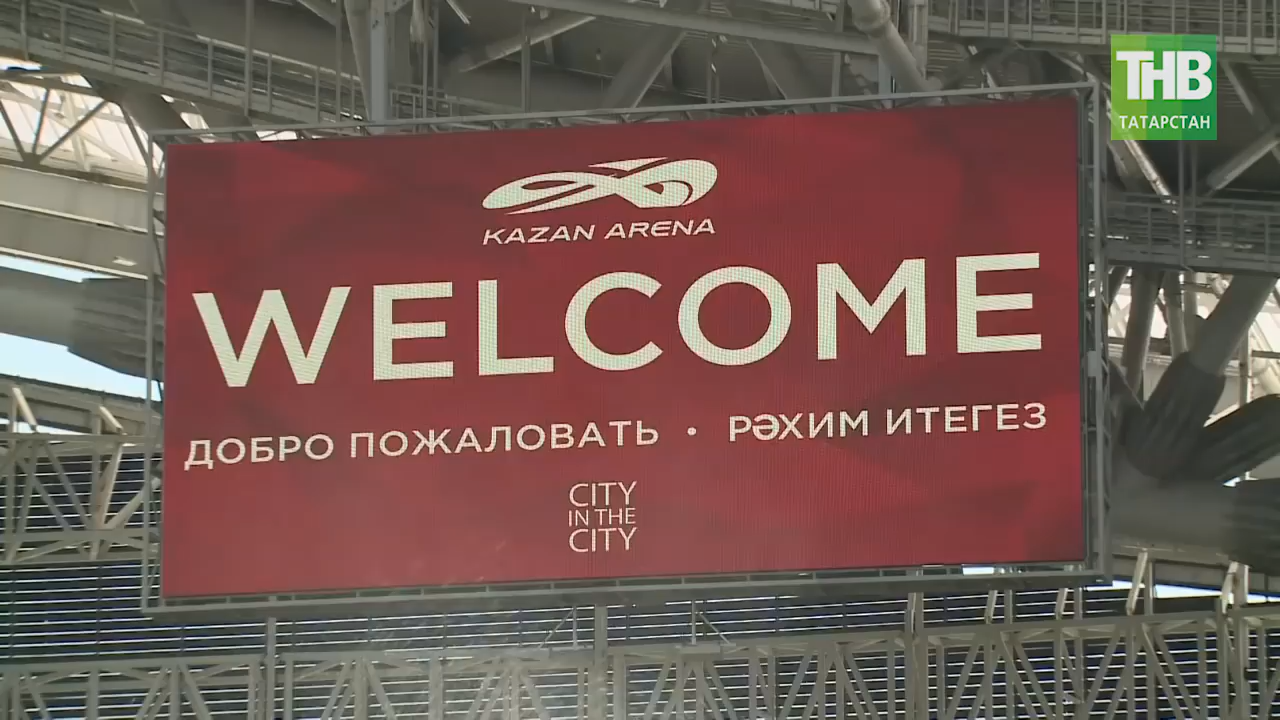 ТНВ
ТАТАРСТАН
KAZAN ARENA
WELCOME
ДОБРО ПОЖАЛОВАТЬ • РӘХИМ ИТЕГЕЗ
CITY
IN THE
CITY